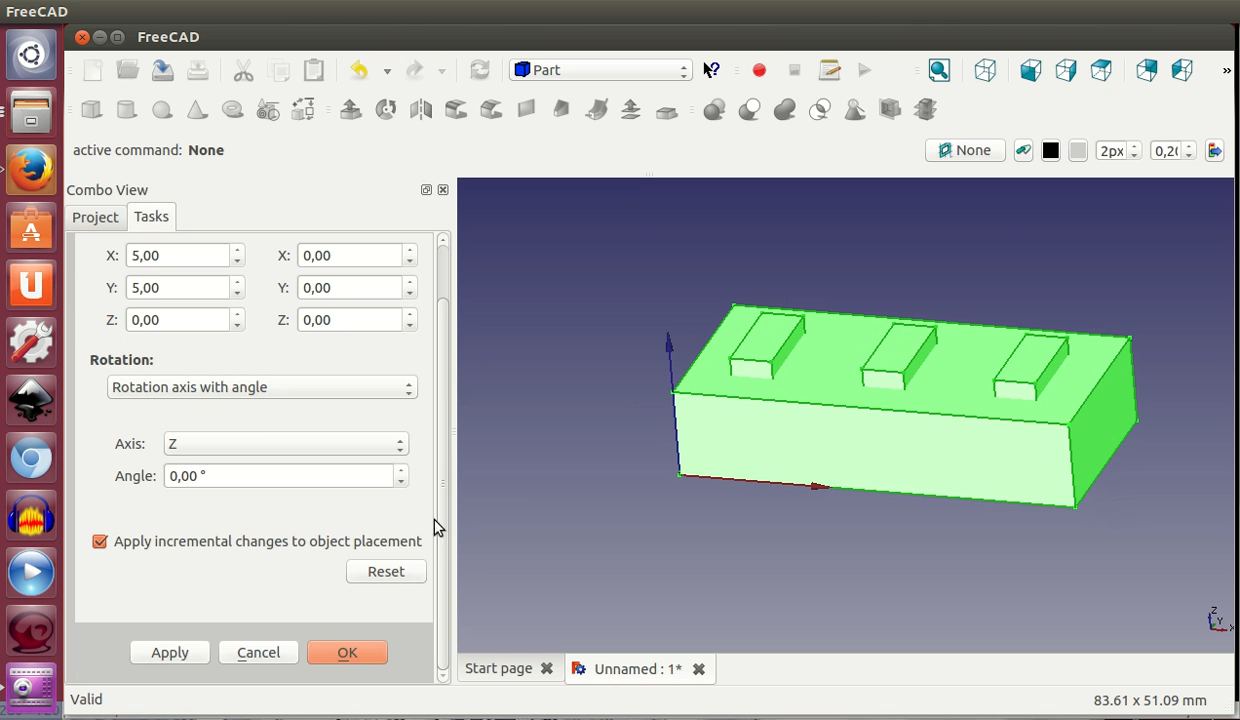 FreeCAD
FreeCAD
Part
active command: None
None
2px
0,2(
Combo View
Project
Tasks
X: 5,00 X: 0,00
Y: 5,00 Y: 0,00
Z: 0,00 Z: 0,00
Rotation:
Rotation axis with angle
Axis: Z
Angle: 0,00 °
Apply incremental changes to object placement
Reset
Apply
Cancel
OK
Z
Y
X
Start page
Unnamed : 1*
Valid
83.61 x 51.09 mm